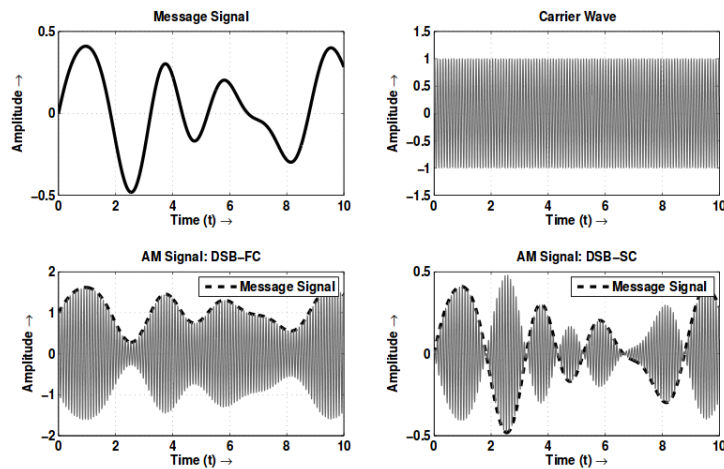 Message Signal
Amplitude →
0.5
0
−0.5
0 2 4 6 8 10
Time (t) →
Carrier Wave
Amplitude →
1.5
1
0.5
0
−0.5
−1
−1.5
0 2 4 6 8 10
Time (t) →
AM Signal: DSB−FC
Message Signal
Amplitude →
2
1
0
−1
−2
0 2 4 6 8 10
Time (t) →
AM Signal: DSB−SC
Message Signal
Amplitude →
0.5
0
−0.5
0 2 4 6 8 10
Time (t) →